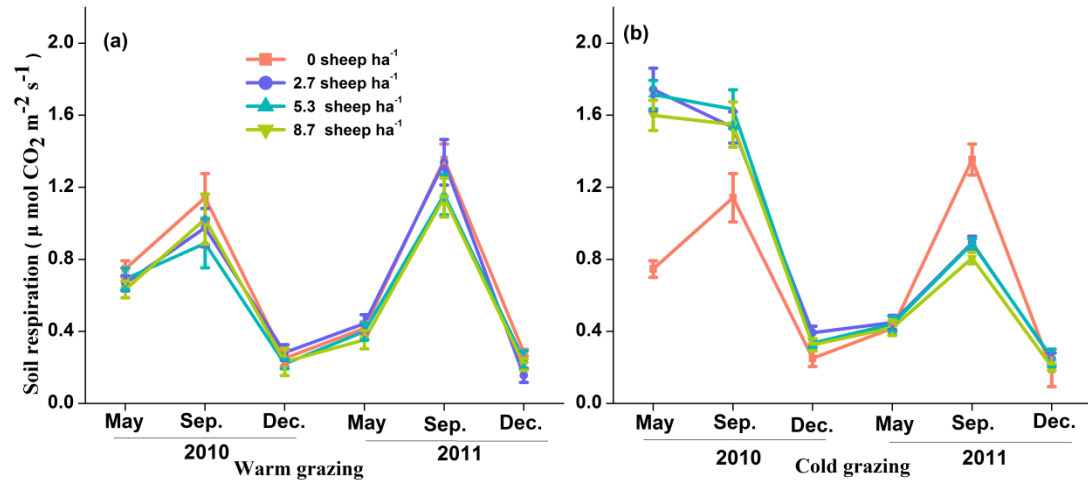 Soil respiration ( μ mol CO₂ m⁻² s⁻¹ )
2.0
1.6
1.2
0.8
0.4
0.0
(a)
0 sheep ha⁻¹
2.7 sheep ha⁻¹
5.3 sheep ha⁻¹
8.7 sheep ha⁻¹
May Sep. Dec. May Sep. Dec.
2010 2011
Warm grazing
2.0
1.6
1.2
0.8
0.4
0.0
(b)
May Sep. Dec. May Sep. Dec.
2010 2011
Cold grazing